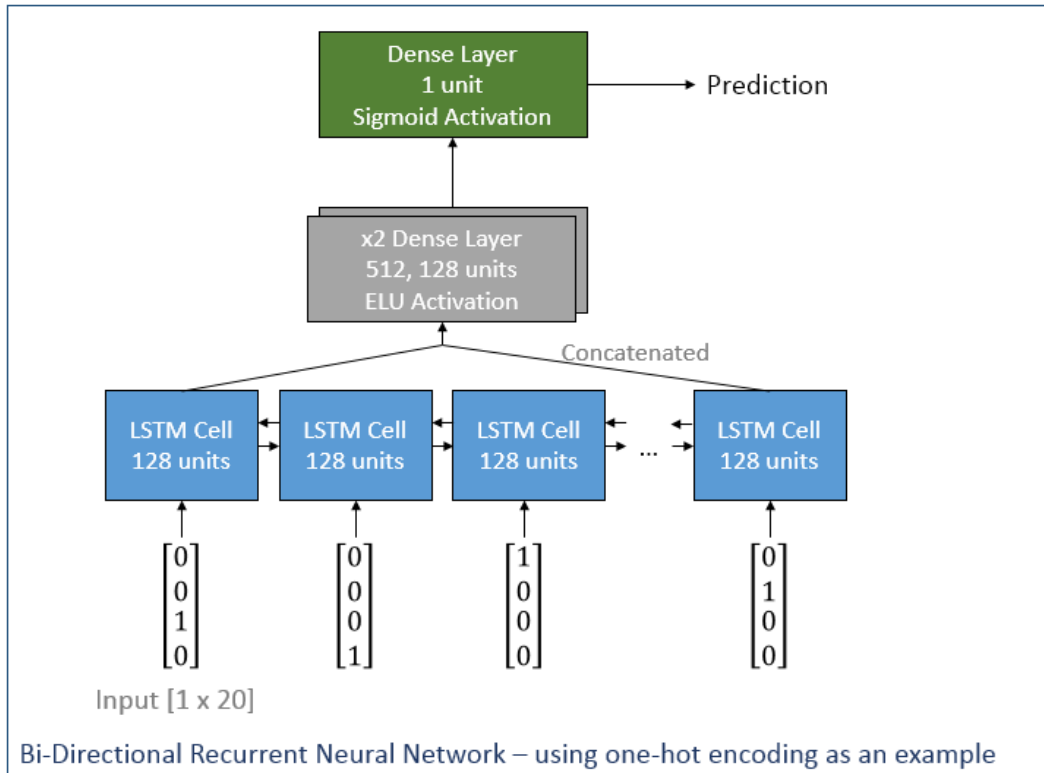 Dense Layer
1 unit
Sigmoid Activation
Prediction
x2 Dense Layer
512, 128 units
ELU Activation
Concatenated
LSTM Cell
128 units
LSTM Cell
128 units
LSTM Cell
128 units
...
LSTM Cell
128 units
0
0
1
0
0
0
0
1
1
0
0
0
0
1
0
0
Input [1 x 20]
Bi-Directional Recurrent Neural Network – using one-hot encoding as an example